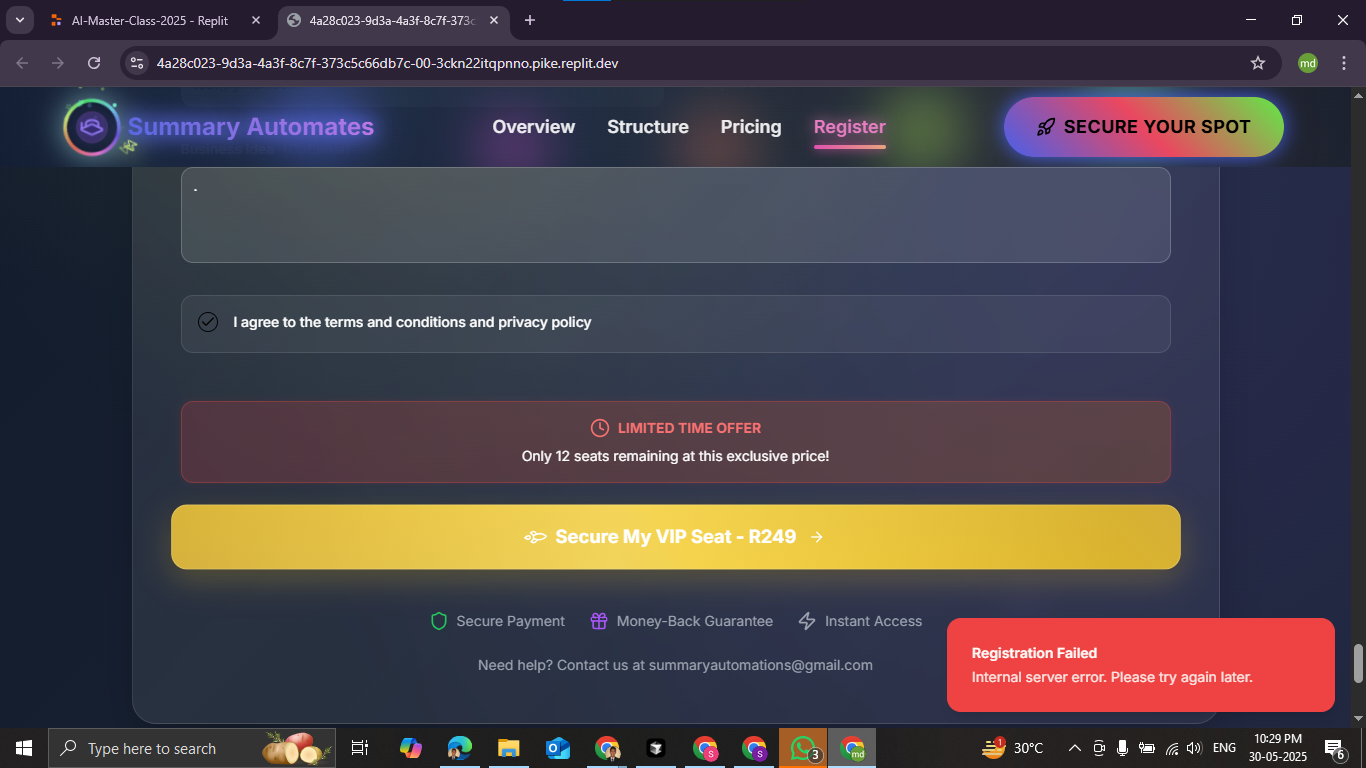 AI-Master-Class-2025 - Replit
4a28c023-9d3a-4a3f-8c7f-373c
4a28c023-9d3a-4a3f-8c7f-373c5c66db7c-00-3ckn22itqpnno.pike.replit.dev
md
Summary Automates
Overview
Structure
Pricing
Register
SECURE YOUR SPOT
.
I agree to the terms and conditions and privacy policy
LIMITED TIME OFFER
Only 12 seats remaining at this exclusive price!
Secure My VIP Seat - R249 →
Secure Payment
Money-Back Guarantee
Instant Access
Need help? Contact us at summaryautomations@gmail.com
Registration Failed
Internal server error. Please try again later.
Type here to search
S
S
3
md
1
30°C
ENG
10:29 PM
30-05-2025
6